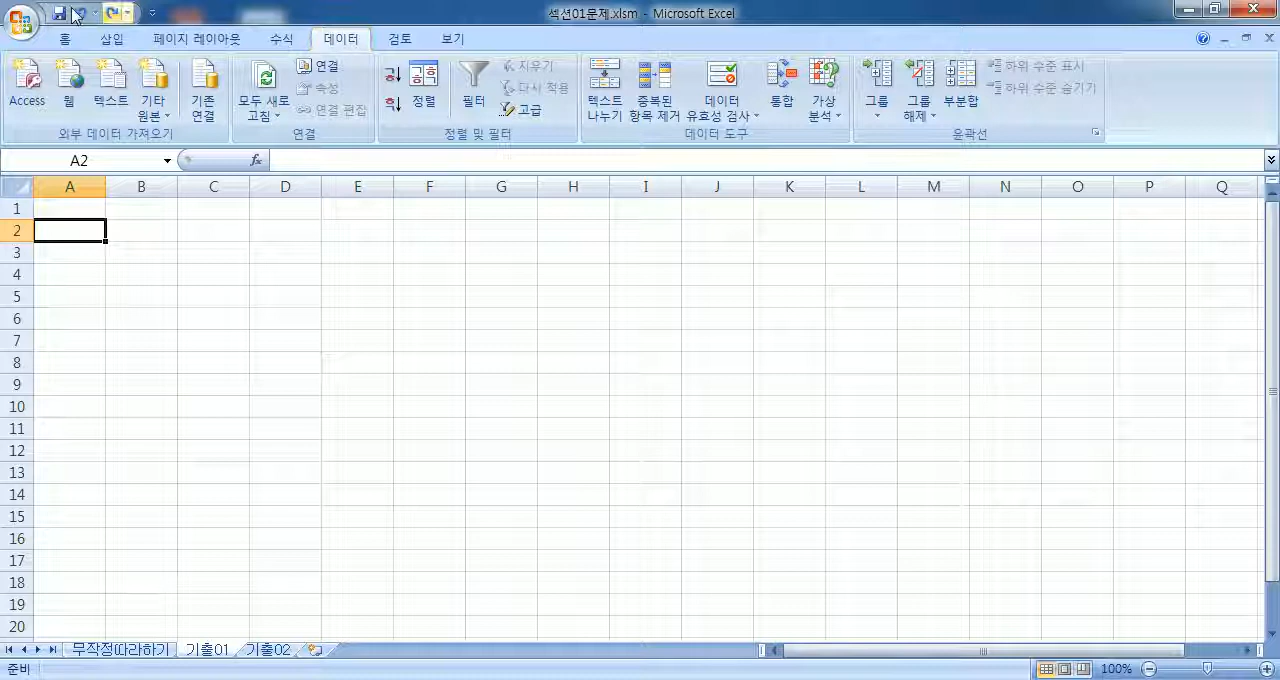 섹션01문제.xlsm - Microsoft Excel
홈 삽입 페이지 레이아웃 수식 데이터 검토 보기
Access 웹 텍스트 기타 원본 기존 연결
외부 데이터 가져오기
모두 새로 고침 연결 속성 연결 편집
연결
정렬 필터 지우기 다시 적용 고급
정렬 및 필터
텍스트 나누기 중복된 항목 제거 데이터 유효성 검사 통합 가상 분석
데이터 도구
그룹 그룹 해제 부분합 하위 수준 표시 하위 수준 숨기기
윤곽선
A2 fx
A B C D E F G H I J K L M N O P Q
1
2
3
4
5
6
7
8
9
10
11
12
13
14
15
16
17
18
19
20
무작정따라하기 기출01 기출02
준비 100%